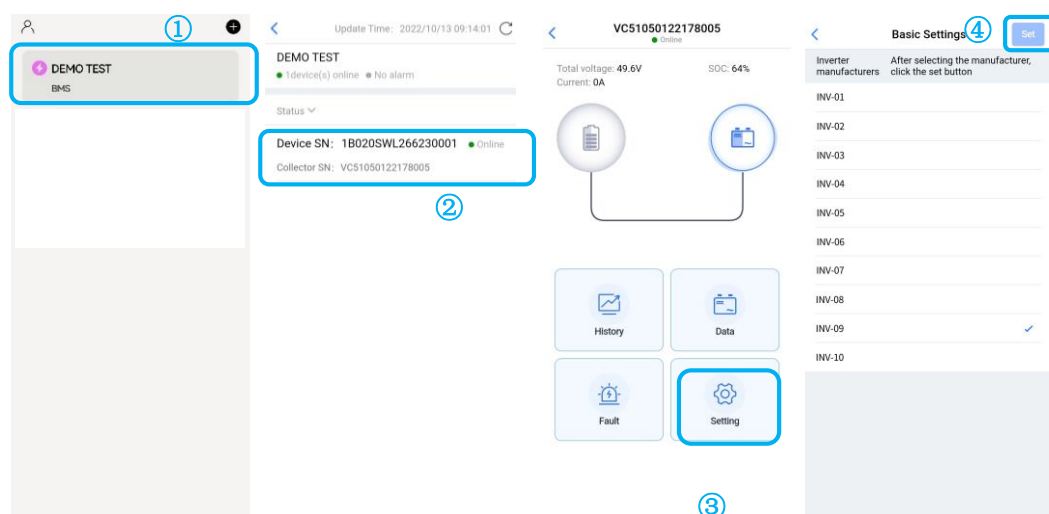 ①
DEMO TEST
BMS
Update Time: 2022/10/13 09:14:01
DEMO TEST
1device(s) online No alarm
Status
Device SN: 1B020SWL266230001 Online
Collector SN: VC51050122178005
②
VC51050122178005
Online
Total voltage: 49.6V SOC: 64%
Current: 0A
History Data
Fault Setting
③
Basic Settings ④ Set
Inverter manufacturers
After selecting the manufacturer,
click the set button
INV-01
INV-02
INV-03
INV-04
INV-05
INV-06
INV-07
INV-08
INV-09
INV-10